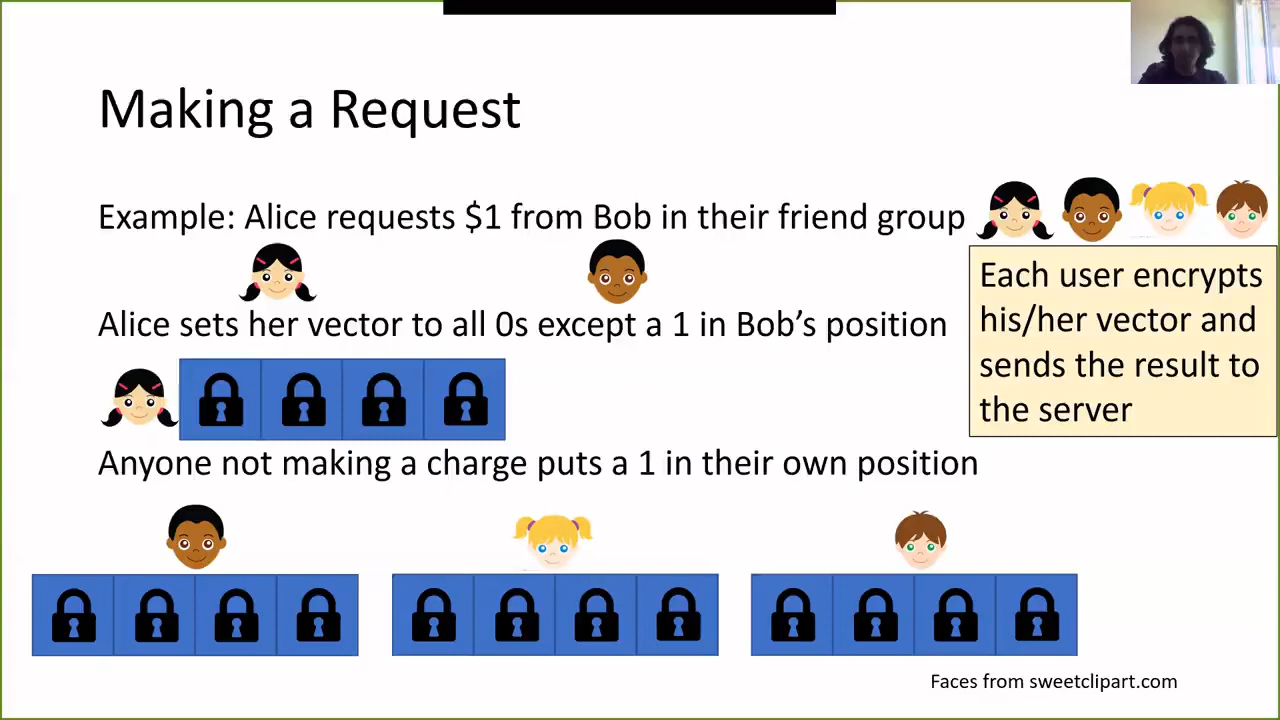 Making a Request
Example: Alice requests $1 from Bob in their friend group
Each user encrypts
his/her vector and
sends the result to
the server
Alice sets her vector to all 0s except a 1 in Bob's position
Anyone not making a charge puts a 1 in their own position
Faces from sweetclipart.com